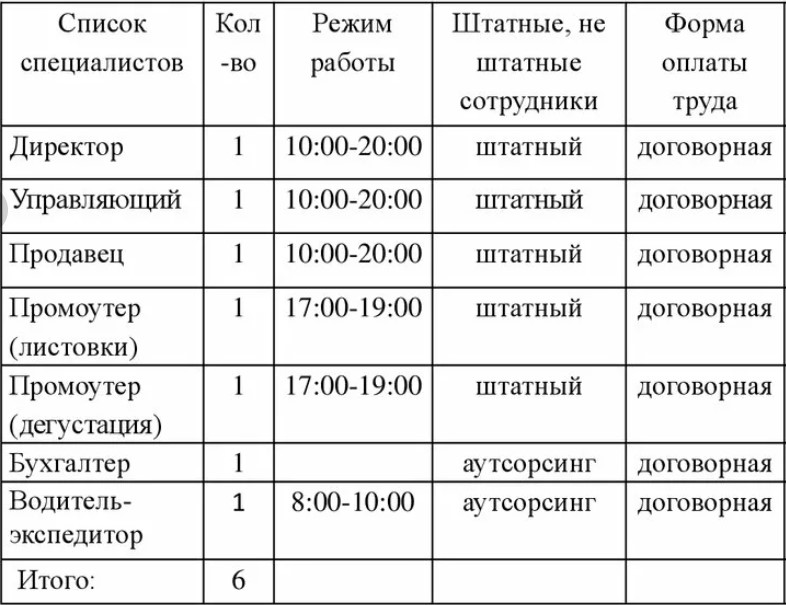 Список специалистов | Кол-во | Режим работы | Штатные, не штатные сотрудники | Форма оплаты труда
Директор | 1 | 10:00-20:00 | штатный | договорная
Управляющий | 1 | 10:00-20:00 | штатный | договорная
Продавец | 1 | 10:00-20:00 | штатный | договорная
Промоутер (листовки) | 1 | 17:00-19:00 | штатный | договорная
Промоутер (дегустация) | 1 | 17:00-19:00 | штатный | договорная
Бухгалтер | 1 | | аутсорсинг | договорная
Водитель-экспедитор | 1 | 8:00-10:00 | аутсорсинг | договорная
Итого: | 6 | | |